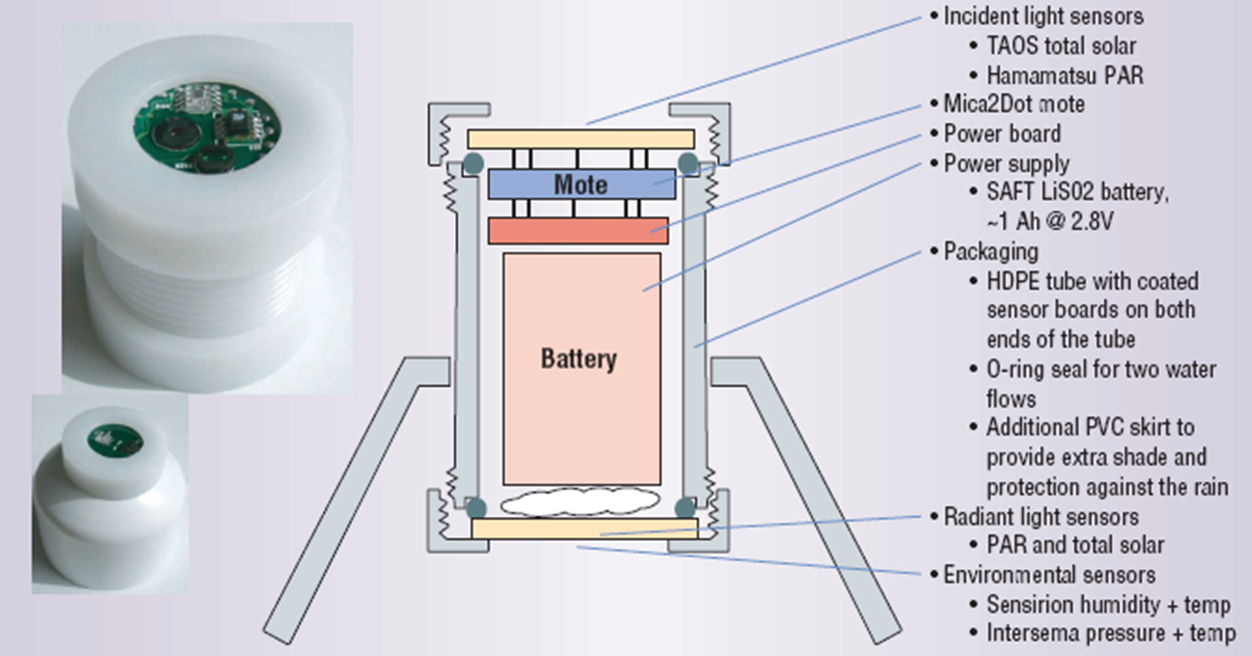 • Incident light sensors
• TAOS total solar
• Hamamatsu PAR
• Mica2Dot mote
• Power board
• Power supply
• SAFT LiS02 battery,
~1 Ah @ 2.8V
• Packaging
• HDPE tube with coated
sensor boards on both
ends of the tube
• O-ring seal for two water
flows
• Additional PVC skirt to
provide extra shade and
protection against the rain
• Radiant light sensors
• PAR and total solar
• Environmental sensors
• Sensirion humidity + temp
• Intersema pressure + temp
Mote
Battery